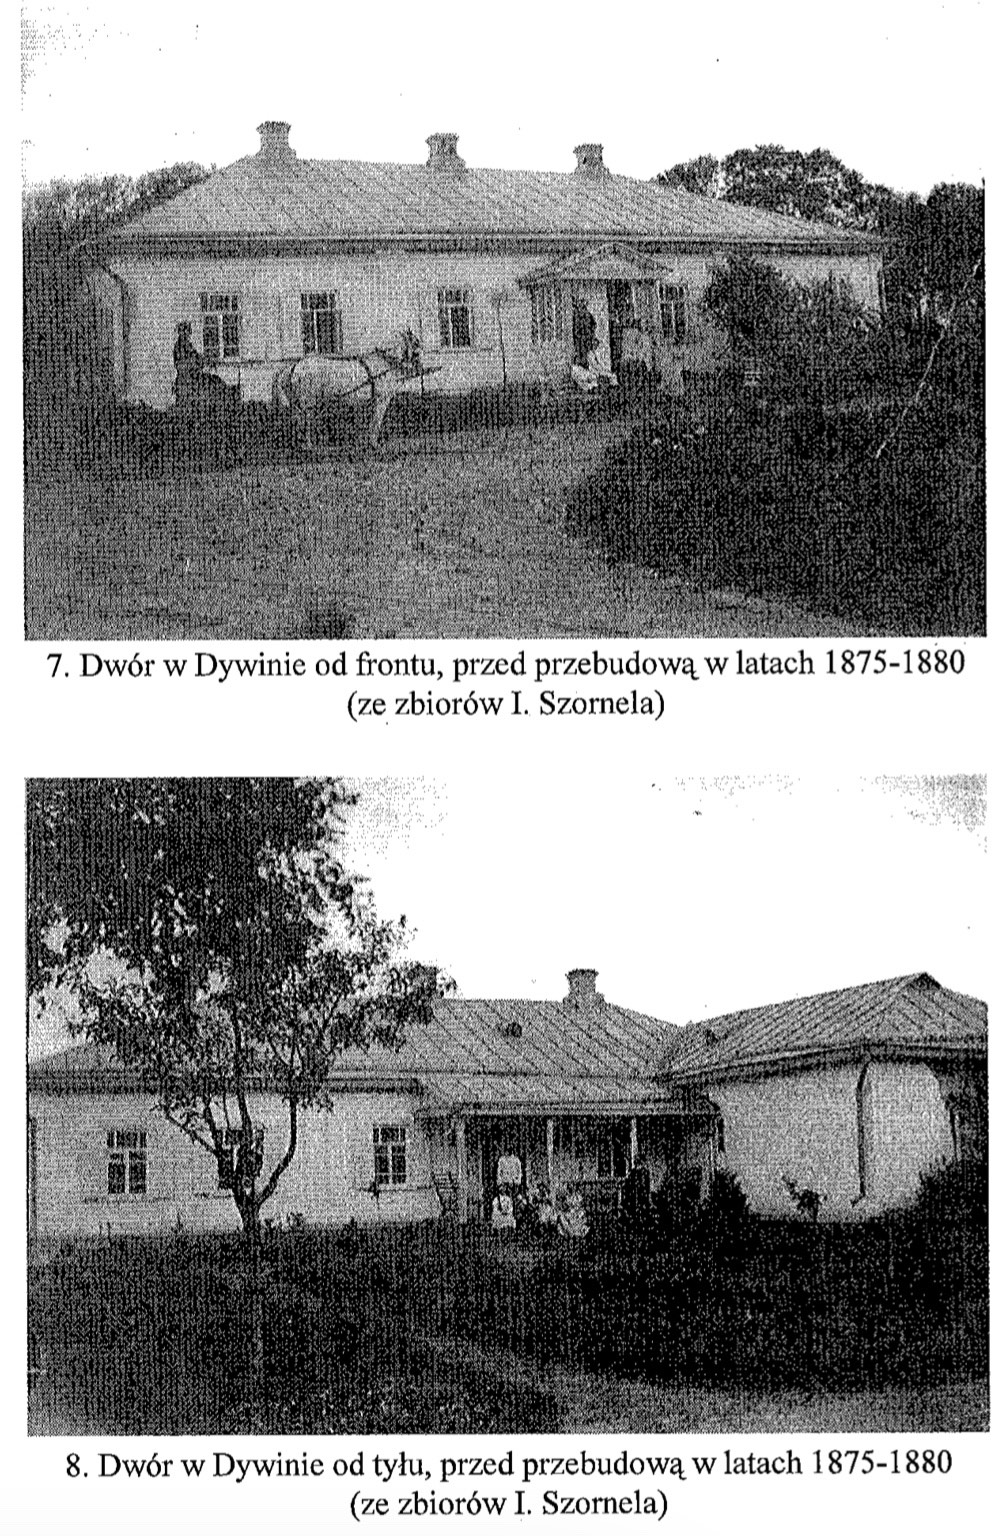 7. Dwór w Dywinie od frontu, przed przebudową w latach 1875-1880
(ze zbiorów I. Szornela)
8. Dwór w Dywinie od tyłu, przed przebudową w latach 1875-1880
(ze zbiorów I. Szornela)